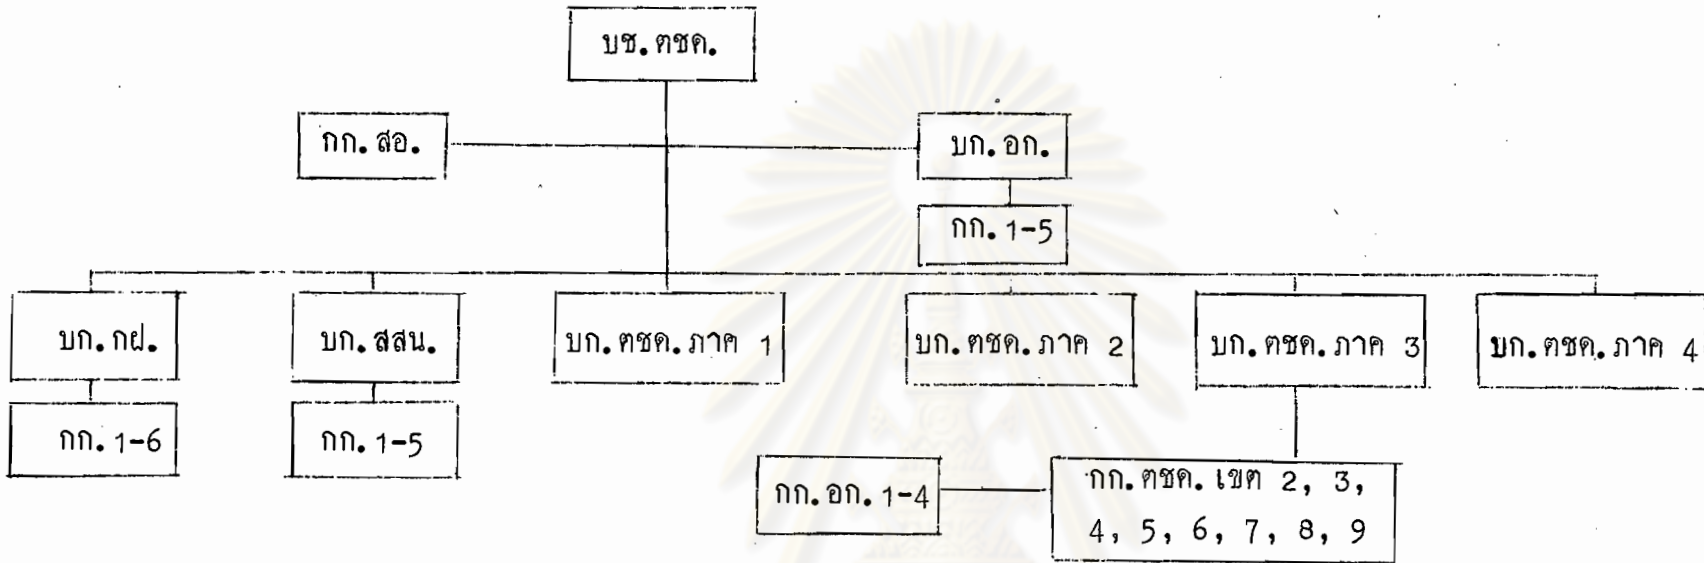 บช.ตชด.
กก.สอ.
บก.อก.
กก. 1-5
บก.กฝ.
บก.สสน.
บก.ตชด.ภาค 1
บก.ตชด.ภาค 2
บก.ตชด.ภาค 3
บก.ตชด.ภาค 4
กก. 1-6
กก. 1-5
กก.อก. 1-4
กก.ตชด. เขต 2, 3,
4, 5, 6, 7, 8, 9